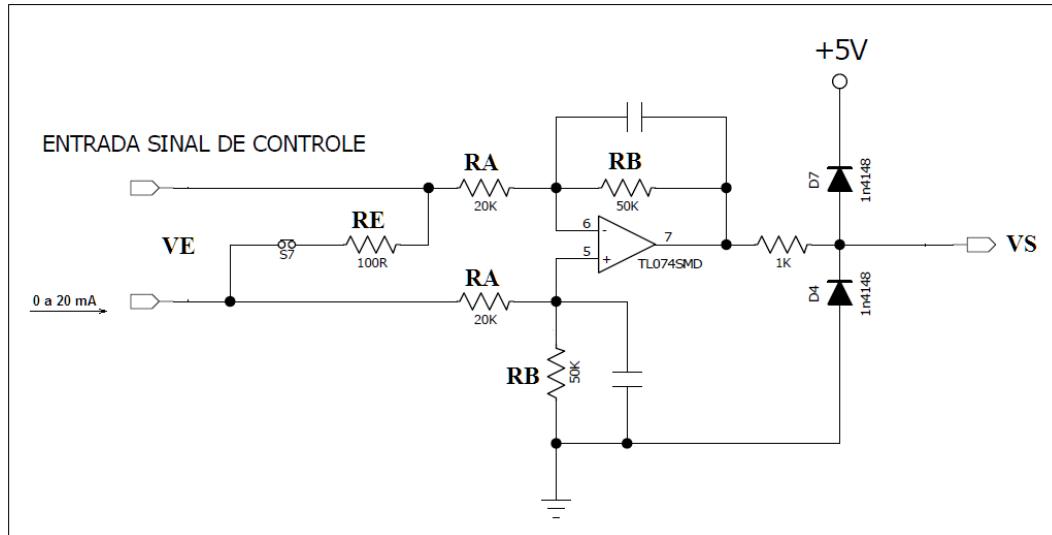 +5V
ENTRADA SINAL DE CONTROLE
RA
20K
RB
50K
D7
1n4148
VE
S7
RE
100R
6
-
5
+
7
TL074SMD
1K
VS
0 a 20 mA
RA
20K
D4
1n4148
RB
50K